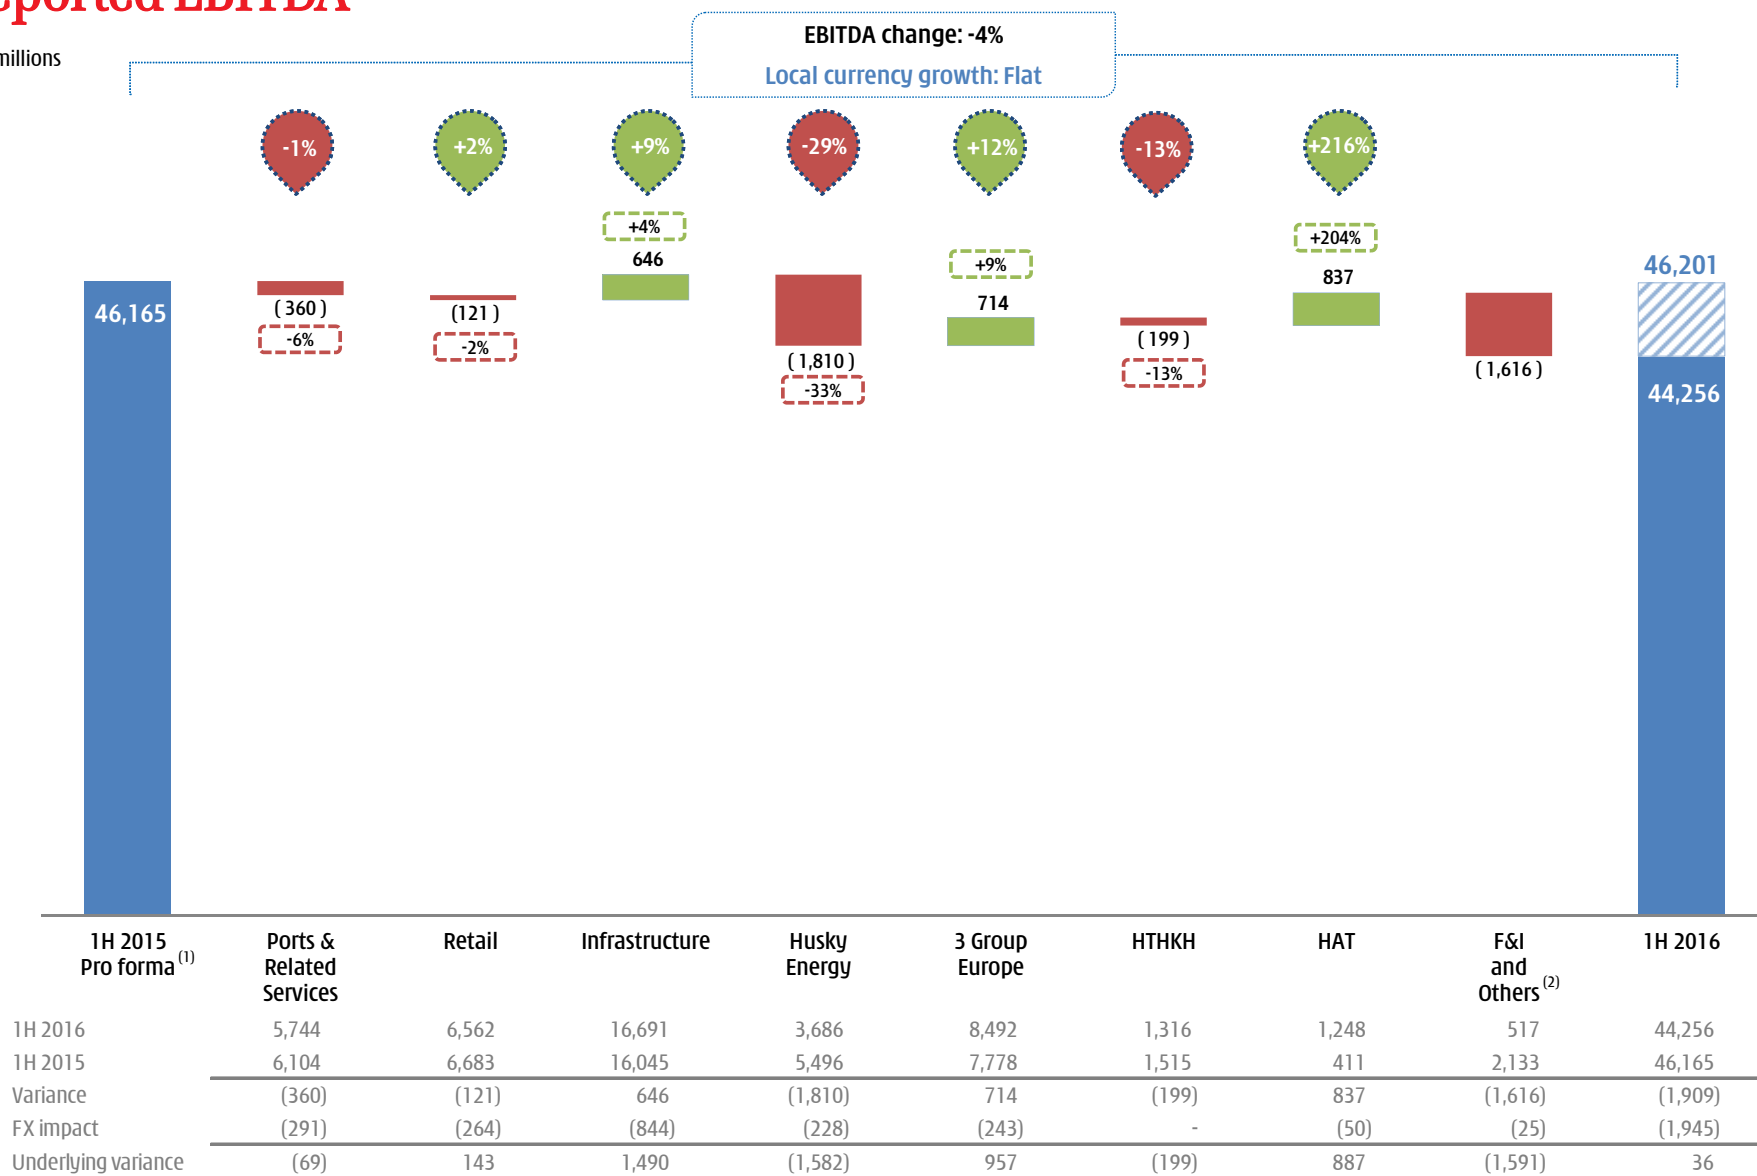 EBITDA
millions
EBITDA change: -4%
Local currency growth: Flat
-1% +2% +9% -29% +12% -13% +216%
+4%
646
+9%
714
+204%
837
46,201
46,165
( 360 )
-6%
(121 )
-2%
( 1,810 )
-33%
( 199 )
-13%
( 1,616 )
44,256
1H 2015
Pro forma (1)
Ports &
Related
Services
Retail
Infrastructure
Husky
Energy
3 Group
Europe
HTHKH
HAT
F&I
and
Others (2)
1H 2016
1H 2016 5,744 6,562 16,691 3,686 8,492 1,316 1,248 517 44,256
1H 2015 6,104 6,683 16,045 5,496 7,778 1,515 411 2,133 46,165
Variance (360) (121) 646 (1,810) 714 (199) 837 (1,616) (1,909)
FX impact (291) (264) (844) (228) (243) - (50) (25) (1,945)
Underlying variance (69) 143 1,490 (1,582) 957 (199) 887 (1,591) 36